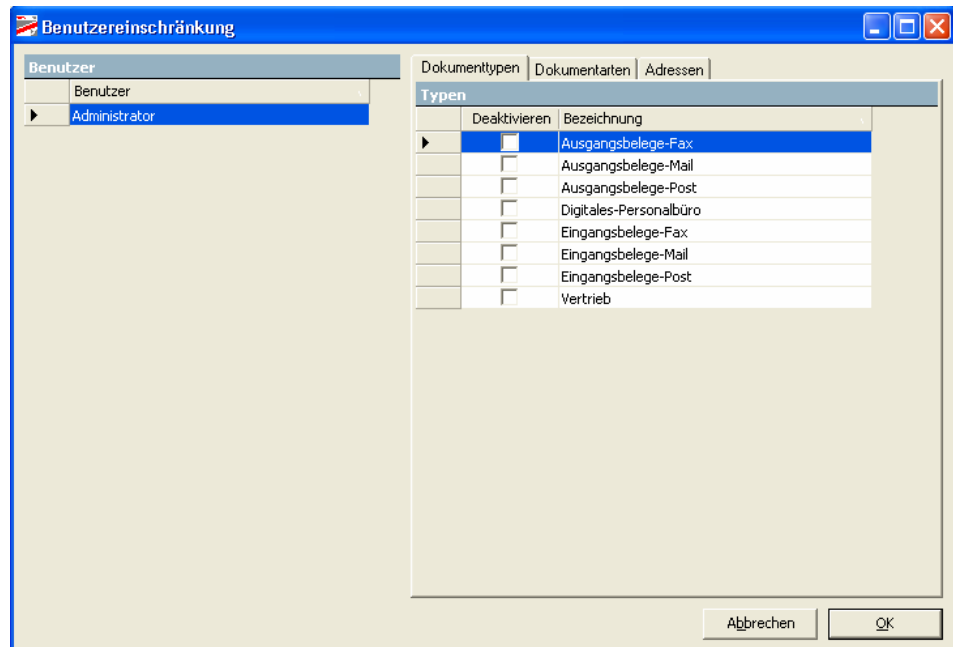 Benutzereinschränkung
Benutzer
Benutzer
Administrator
Dokumenttypen Dokumentarten Adressen
Typen
Deaktivieren Bezeichnung
Ausgangsbelege-Fax
Ausgangsbelege-Mail
Ausgangsbelege-Post
Digitales-Personalbüro
Eingangsbelege-Fax
Eingangsbelege-Mail
Eingangsbelege-Post
Vertrieb
Abbrechen OK